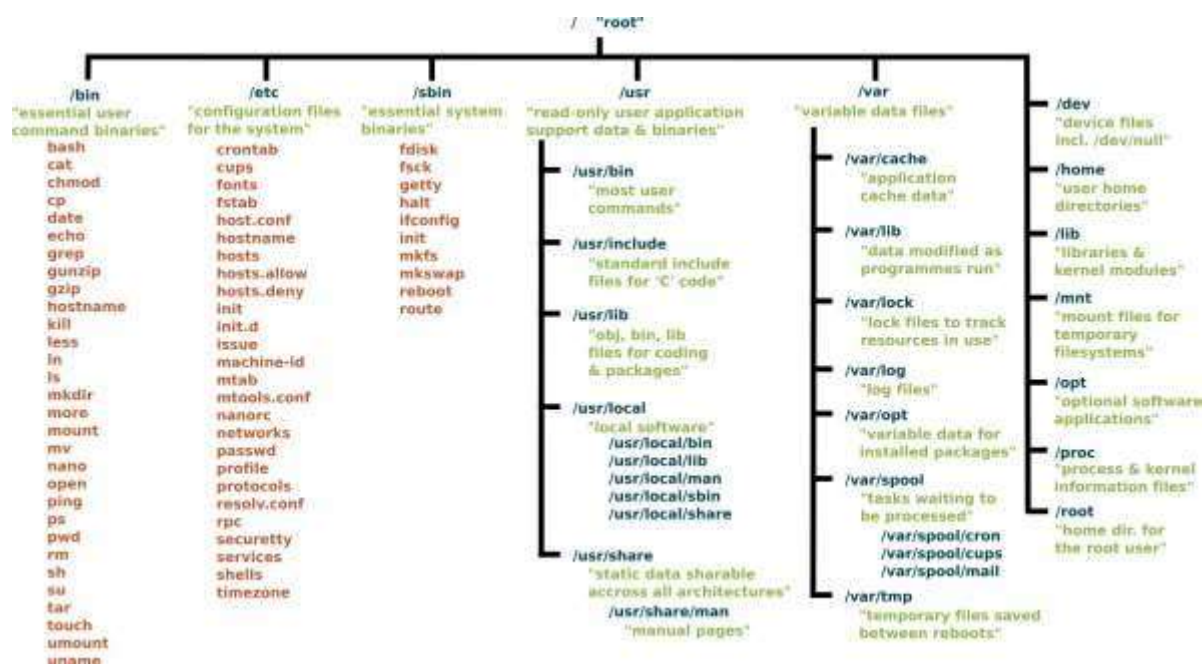 / "root"
/bin
"essential user
command binaries"
bash
cat
chmod
cp
date
echo
grep
gunzip
gzip
hostname
kill
less
ln
ls
mkdir
more
mount
mv
nano
open
ping
ps
pwd
rm
sh
su
tar
touch
umount
uname
/etc
"configuration files
for the system"
crontab
cups
fonts
fstab
host.conf
hostname
hosts
hosts.allow
hosts.deny
init
init.d
issue
machine-id
mtab
mtools.conf
nanorc
networks
passwd
profile
protocols
resolv.conf
rpc
securetty
services
shells
timezone
/sbin
"essential system
binaries"
fdisk
fsck
getty
halt
ifconfig
init
mkfs
mkswap
reboot
route
/usr
"read-only user application
support data & binaries"
/usr/bin
"most user
commands"
/usr/include
"standard include
files for 'C' code"
/usr/lib
"obj, bin, lib
files for coding
& packages"
/usr/local
"local software"
/usr/local/bin
/usr/local/lib
/usr/local/man
/usr/local/sbin
/usr/local/share
/usr/share
"static data sharable
accross all architectures"
/usr/share/man
"manual pages"
/var
"variable data files"
/var/cache
"application
cache data"
/var/lib
"data modified as
programmes run"
/var/lock
"lock files to track
resources in use"
/var/log
"log files"
/var/opt
"variable data for
installed packages"
/var/spool
"tasks waiting to
be processed"
/var/spool/cron
/var/spool/cups
/var/spool/mail
/var/tmp
"temporary files saved
between reboots"
/dev
"device files
incl. /dev/null"
/home
"user home
directories"
/lib
"libraries &
kernel modules"
/mnt
"mount files for
temporary
filesystems"
/opt
"optional software
applications"
/proc
"process & kernel
information files"
/root
"home dir. for
the root user"